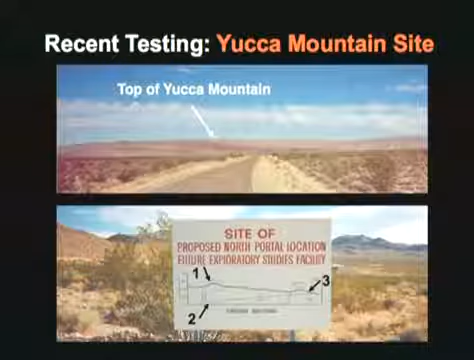 Recent Testing: Yucca Mountain Site
Top of Yucca Mountain
SITE OF
PROPOSED NORTH PORTAL LOCATION
FUTURE EXPLORATORY STUDIES FACILITY
1
3
2